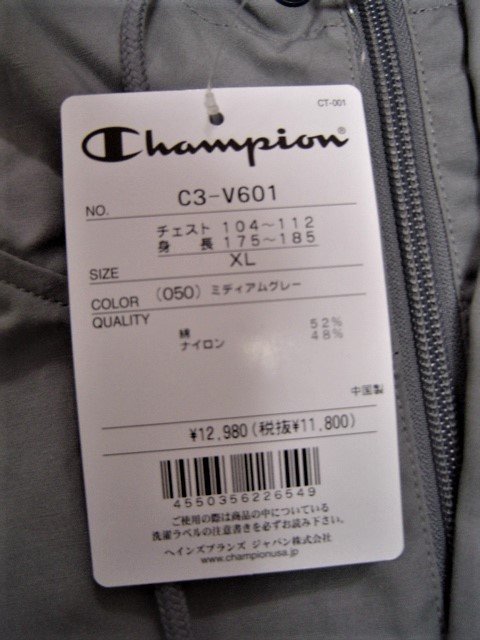 CT-001
Champion®
NO. C3-V601
チェスト 104～112
身長 175～185
SIZE XL
COLOR (050) ミディアムグレー
QUALITY
綿 52%
ナイロン 48%
中国製
¥12,980(税抜¥11,800)
4550356226549
ご使用の際は商品の中についている
洗濯ラベルの注意書きを必ずお読み下さい。
ヘインズブランズ ジャパン株式会社
www.championusa.jp